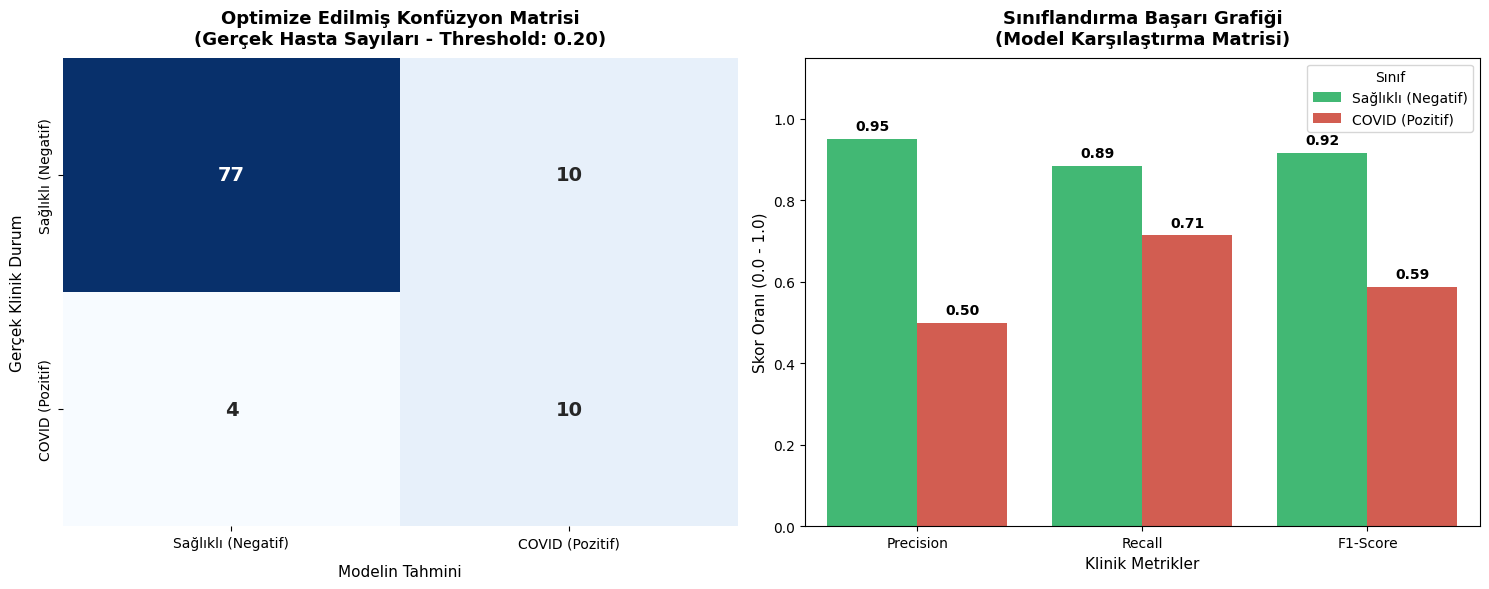 Optimize Edilmiş Konfüzyon Matrisi
(Gerçek Hasta Sayıları - Threshold: 0.20)
Gerçek Klinik Durum
Sağlıklı (Negatif)
COVID (Pozitif)
77
10
4
10
Sağlıklı (Negatif)
COVID (Pozitif)
Modelin Tahmini
Sınıflandırma Başarı Grafiği
(Model Karşılaştırma Matrisi)
Sınıf
Sağlıklı (Negatif)
COVID (Pozitif)
Skor Oranı (0.0 - 1.0)
1.0
0.8
0.6
0.4
0.2
0.0
0.95
0.50
0.89
0.71
0.92
0.59
Precision
Recall
F1-Score
Klinik Metrikler